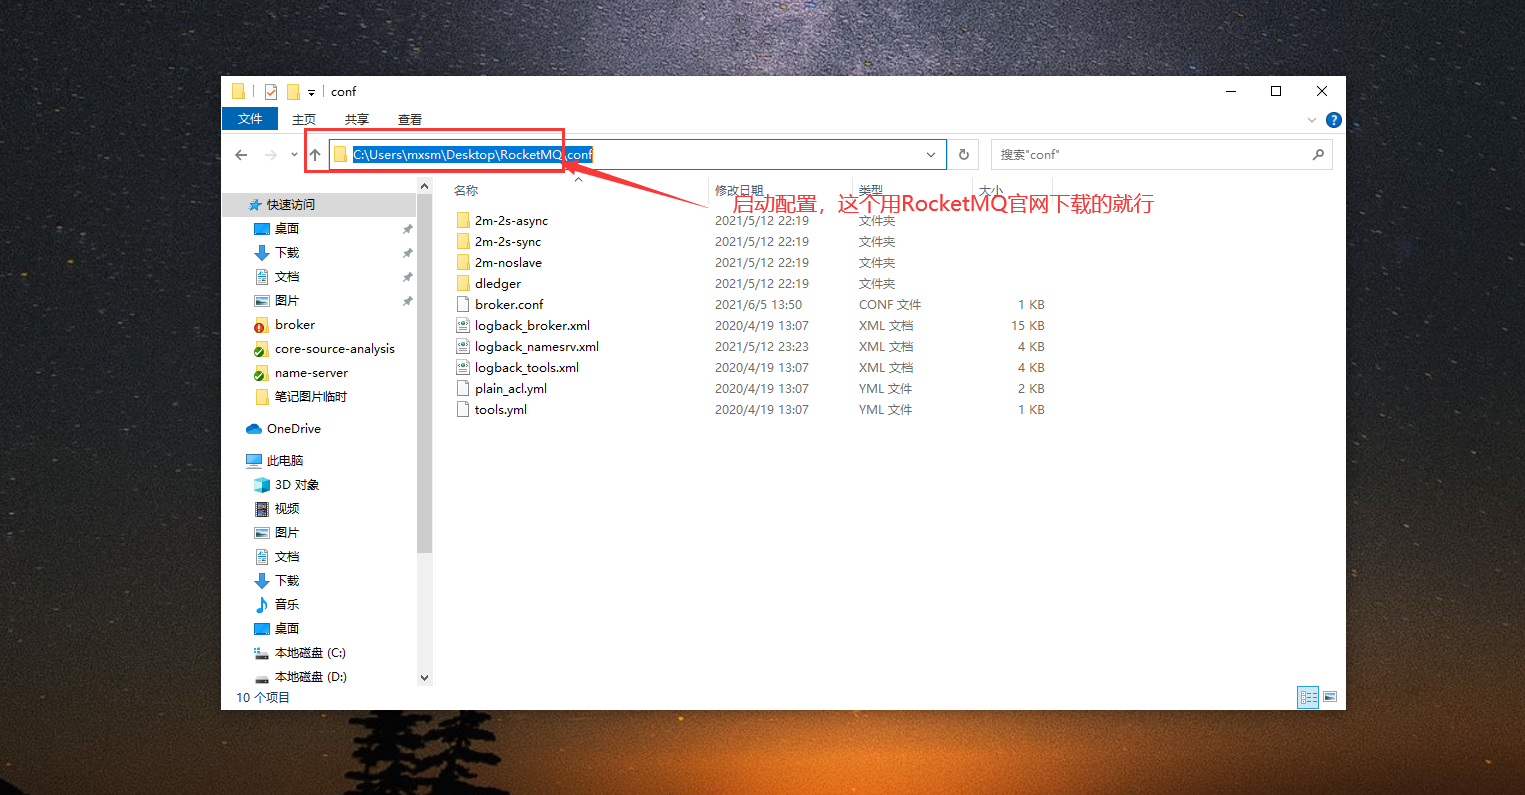 conf
文件 主页 共享 查看
C:\Users\mxsm\Desktop\RocketMQ\conf
搜索"conf"
名称 修改日期 类型 大小
启动配置，这个用RocketMQ官网下载的就行
快速访问
桌面
下载
文档
图片
broker
core-source-analysis
name-server
笔记图片临时
OneDrive
此电脑
3D 对象
视频
图片
文档
下载
音乐
桌面
本地磁盘 (C:)
本地磁盘 (D:)
2m-2s-async 2021/5/12 22:19 文件夹
2m-2s-sync 2021/5/12 22:19 文件夹
2m-noslave 2021/5/12 22:19 文件夹
dledger 2021/5/12 22:19 文件夹
broker.conf 2021/6/5 13:50 CONF 文件 1 KB
logback_broker.xml 2020/4/19 13:07 XML 文档 15 KB
logback_namesrv.xml 2021/5/12 23:23 XML 文档 4 KB
logback_tools.xml 2020/4/19 13:07 XML 文档 4 KB
plain_acl.yml 2020/4/19 13:07 YML 文件 2 KB
tools.yml 2020/4/19 13:07 YML 文件 1 KB
10 个项目